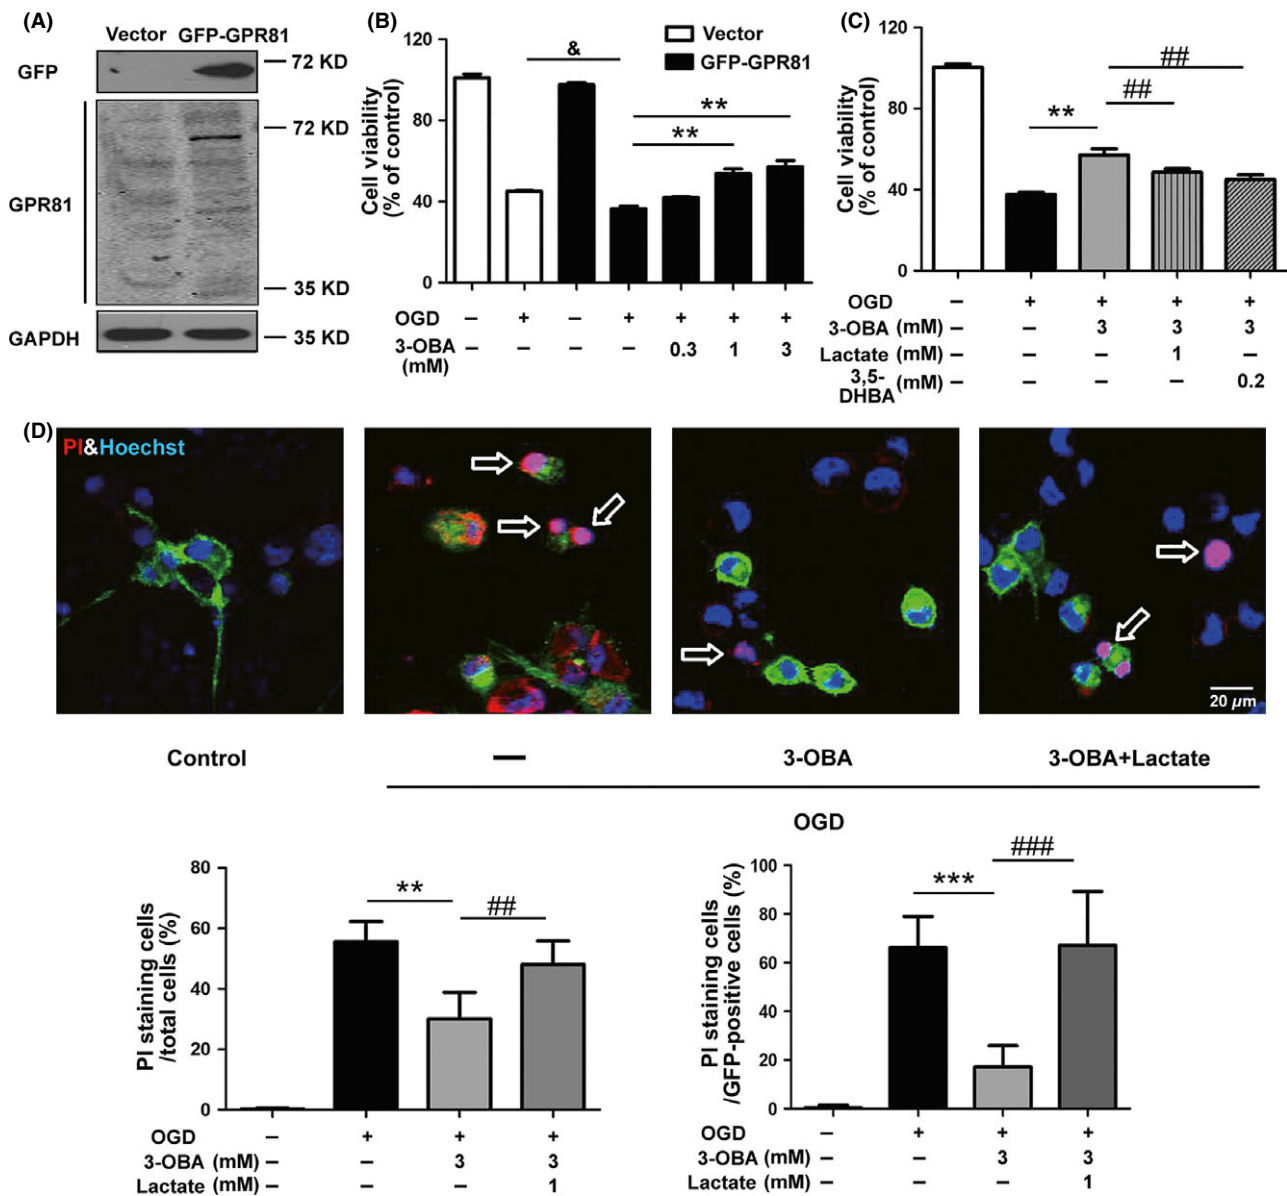 (A)
Vector GFP-GPR81
GFP
72 KD
72 KD
GPR81
35 KD
GAPDH
35 KD
(B)
Vector
GFP-GPR81
Cell viability
(% of control)
120
80
40
0
&
**
**
OGD − + − + + + +
3-OBA − − − − 0.3 1 3
(mM)
(C)
Cell viability
(% of control)
120
80
40
0
**
##
##
OGD − + + + +
3-OBA (mM) − − 3 3 3
Lactate (mM) − − − 1 −
3,5-
DHBA (mM) − − − − 0.2
(D)
PI&Hoechst
20 µm
Control − 3-OBA 3-OBA+Lactate
OGD
PI staining cells
/total cells (%)
80
60
40
20
0
**
##
OGD − + + +
3-OBA (mM) − − 3 3
Lactate (mM) − − − 1
PI staining cells
/GFP-positive cells (%)
100
80
60
40
20
0
***
###
OGD − + + +
3-OBA (mM) − − 3 3
Lactate (mM) − − − 1